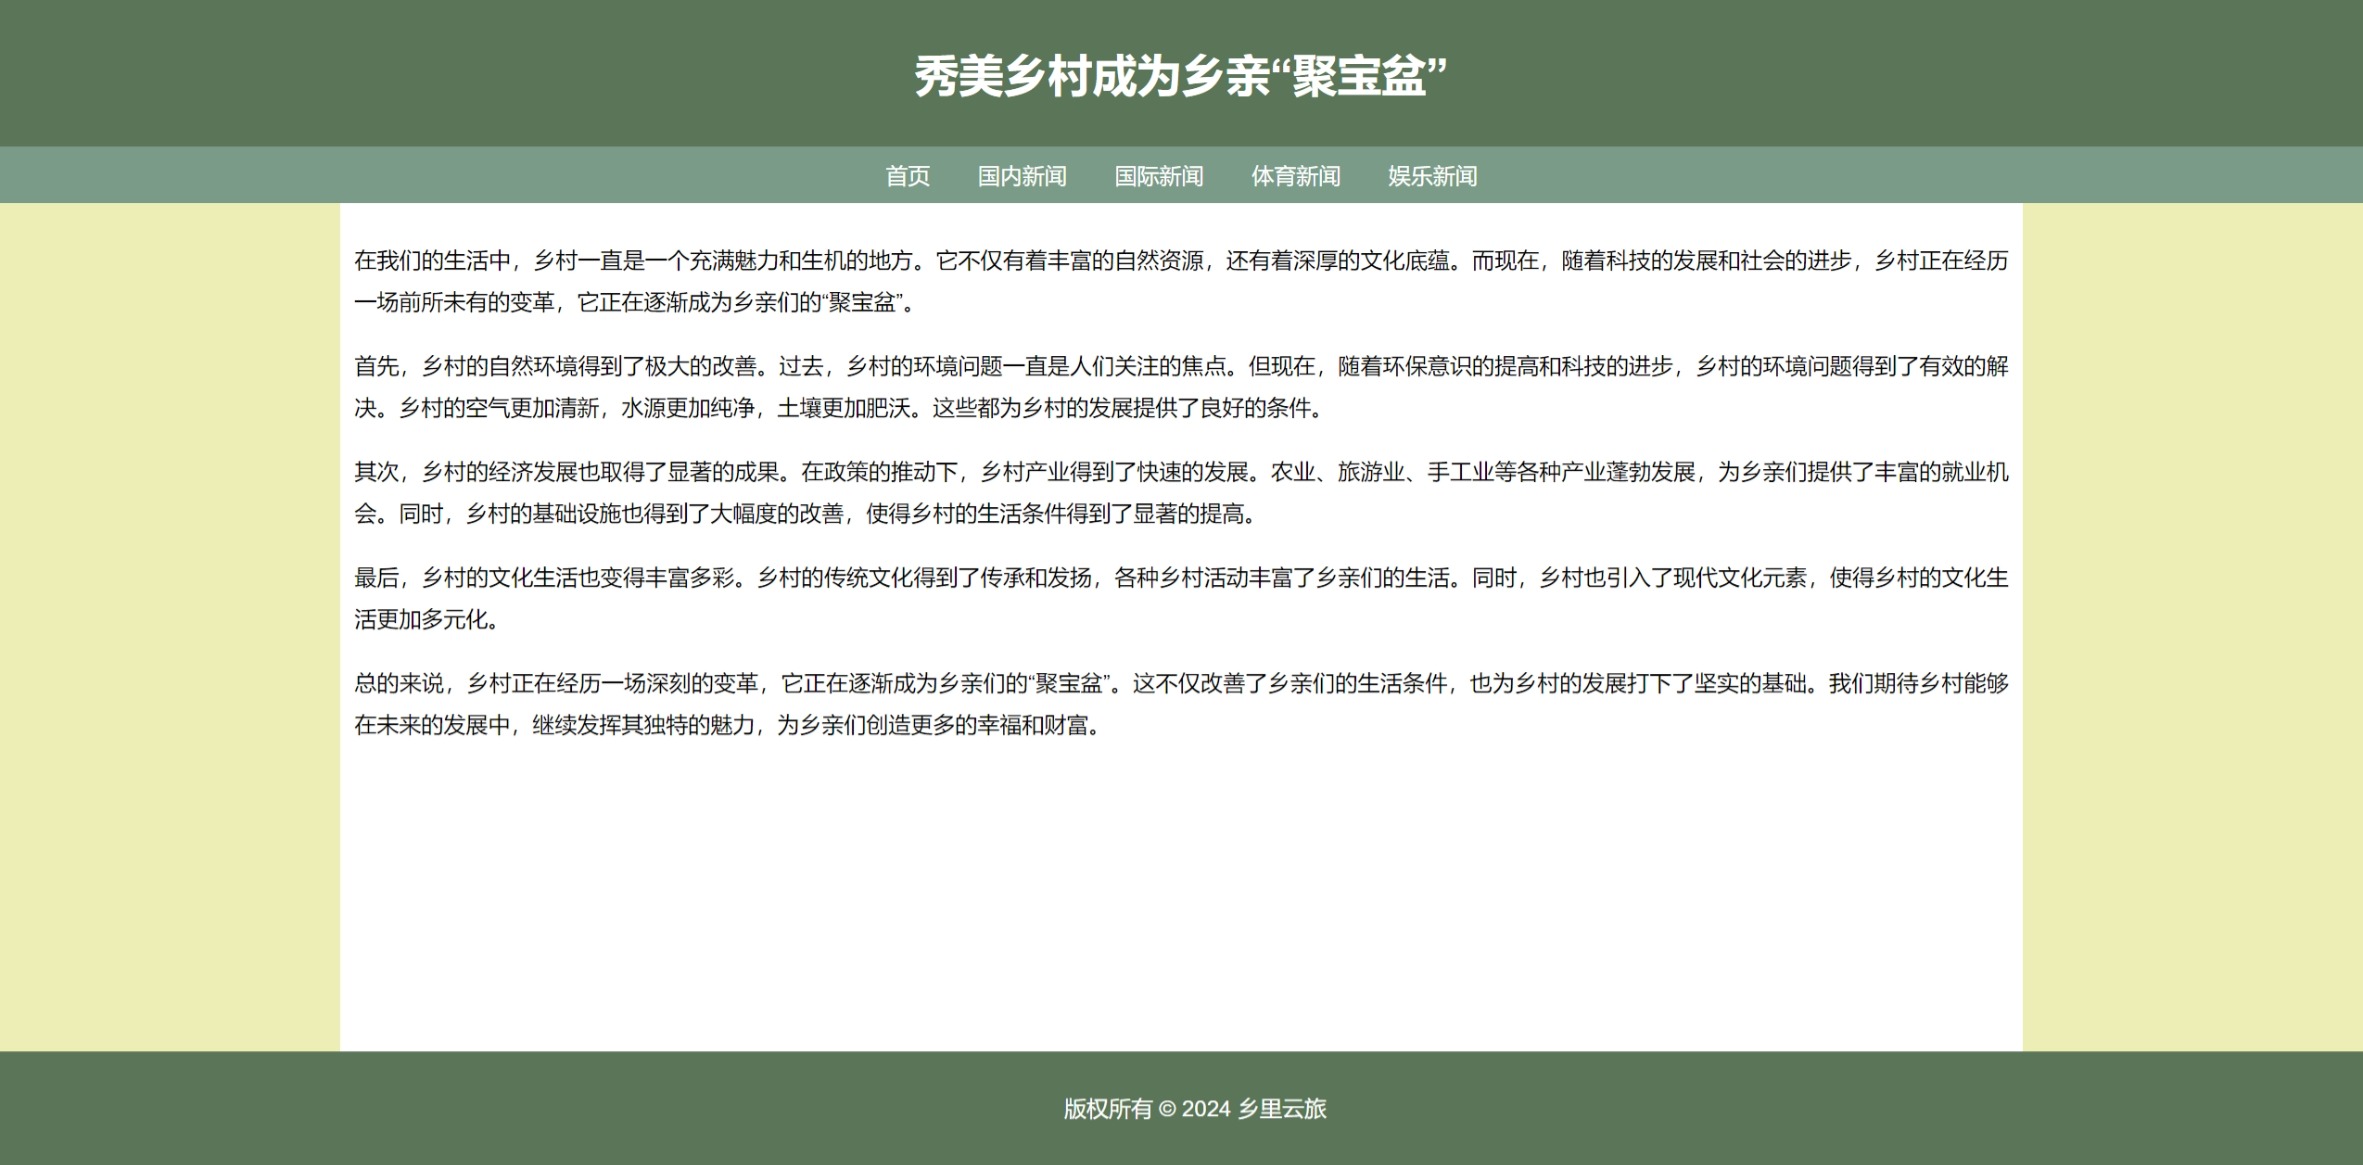 秀美乡村成为乡亲“聚宝盆”
首页 国内新闻 国际新闻 体育新闻 娱乐新闻
在我们的生活中，乡村一直是一个充满魅力和生机的地方。它不仅有着丰富的自然资源，还有着深厚的文化底蕴。而现在，随着科技的发展和社会的进步，乡村正在经历
一场前所未有的变革，它正在逐渐成为乡亲们的“聚宝盆”。
首先，乡村的自然环境得到了极大的改善。过去，乡村的环境问题一直是人们关注的焦点。但现在，随着环保意识的提高和科技的进步，乡村的环境问题得到了有效的解
决。乡村的空气更加清新，水源更加纯净，土壤更加肥沃。这些都为乡村的发展提供了良好的条件。
其次，乡村的经济发展也取得了显著的成果。在政策的推动下，乡村产业得到了快速的发展。农业、旅游业、手工业等各种产业蓬勃发展，为乡亲们提供了丰富的就业机
会。同时，乡村的基础设施也得到了大幅度的改善，使得乡村的生活条件得到了显著的提高。
最后，乡村的文化生活也变得丰富多彩。乡村的传统文化得到了传承和发扬，各种乡村活动丰富了乡亲们的生活。同时，乡村也引入了现代文化元素，使得乡村的文化生
活更加多元化。
总的来说，乡村正在经历一场深刻的变革，它正在逐渐成为乡亲们的“聚宝盆”。这不仅改善了乡亲们的生活条件，也为乡村的发展打下了坚实的基础。我们期待乡村能够
在未来的发展中，继续发挥其独特的魅力，为乡亲们创造更多的幸福和财富。
版权所有 © 2024 乡里云旅